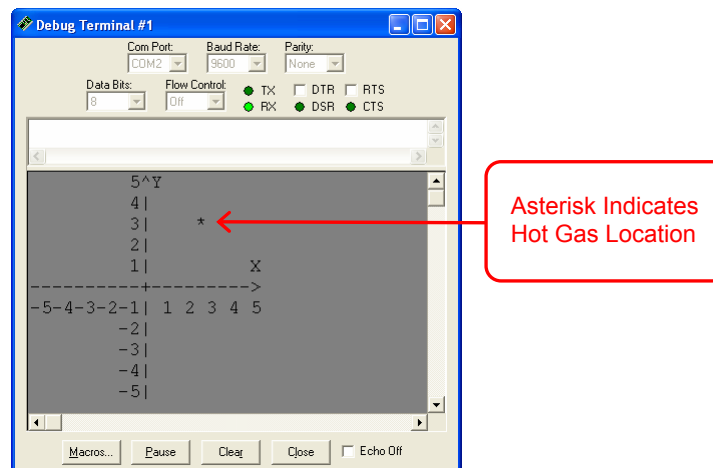 Debug Terminal #1
Com Port: Baud Rate: Parity:
COM2 9600 None
Data Bits: Flow Control: TX DTR RTS
8 Off RX DSR CTS
5^Y
4|
3| *
2|
1| X
----------+--------->
-5-4-3-2-1| 1 2 3 4 5
-2|
-3|
-4|
-5|
Asterisk Indicates
Hot Gas Location
Macros... Pause Clear Close Echo Off